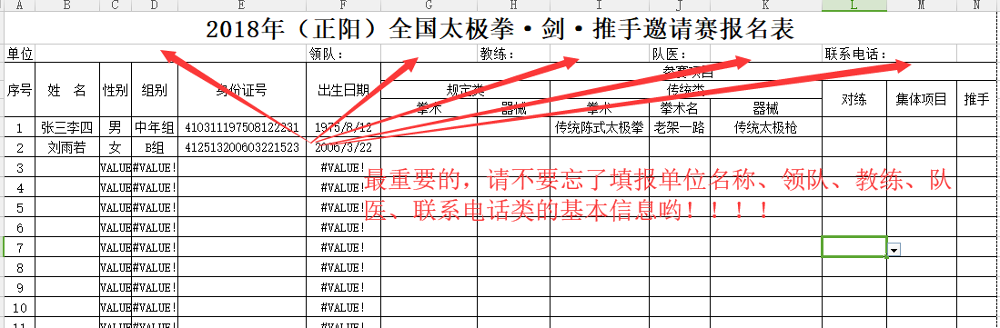 A B C D E F G H I J K L M N
2018年（正阳）全国太极拳·剑·推手邀请赛报名表
单位 领队： 教练： 队医： 联系电话：
序号 姓 名 性别 组别 身份证号 出生日期 参赛项目
规定类 传统类 对练 集体项目 推手
拳术 器械 拳术 拳术名 器械
1 张三李四 男 中年组 410311197508122231 1975/8/12 传统陈式太极拳 老架一路 传统太极枪
2 刘雨若 女 B组 412513200603221523 2006/3/22
3 VALUE #VALUE! #VALUE!
最重要的，请不要忘了填报单位名称、领队、教练、队
4 VALUE #VALUE! #VALUE!
医、联系电话类的基本信息哟！！！！
5 VALUE #VALUE! #VALUE!
6 VALUE #VALUE! #VALUE!
7 VALUE #VALUE! #VALUE!
8 VALUE #VALUE! #VALUE!
9 VALUE #VALUE! #VALUE!
10 VALUE #VALUE! #VALUE!